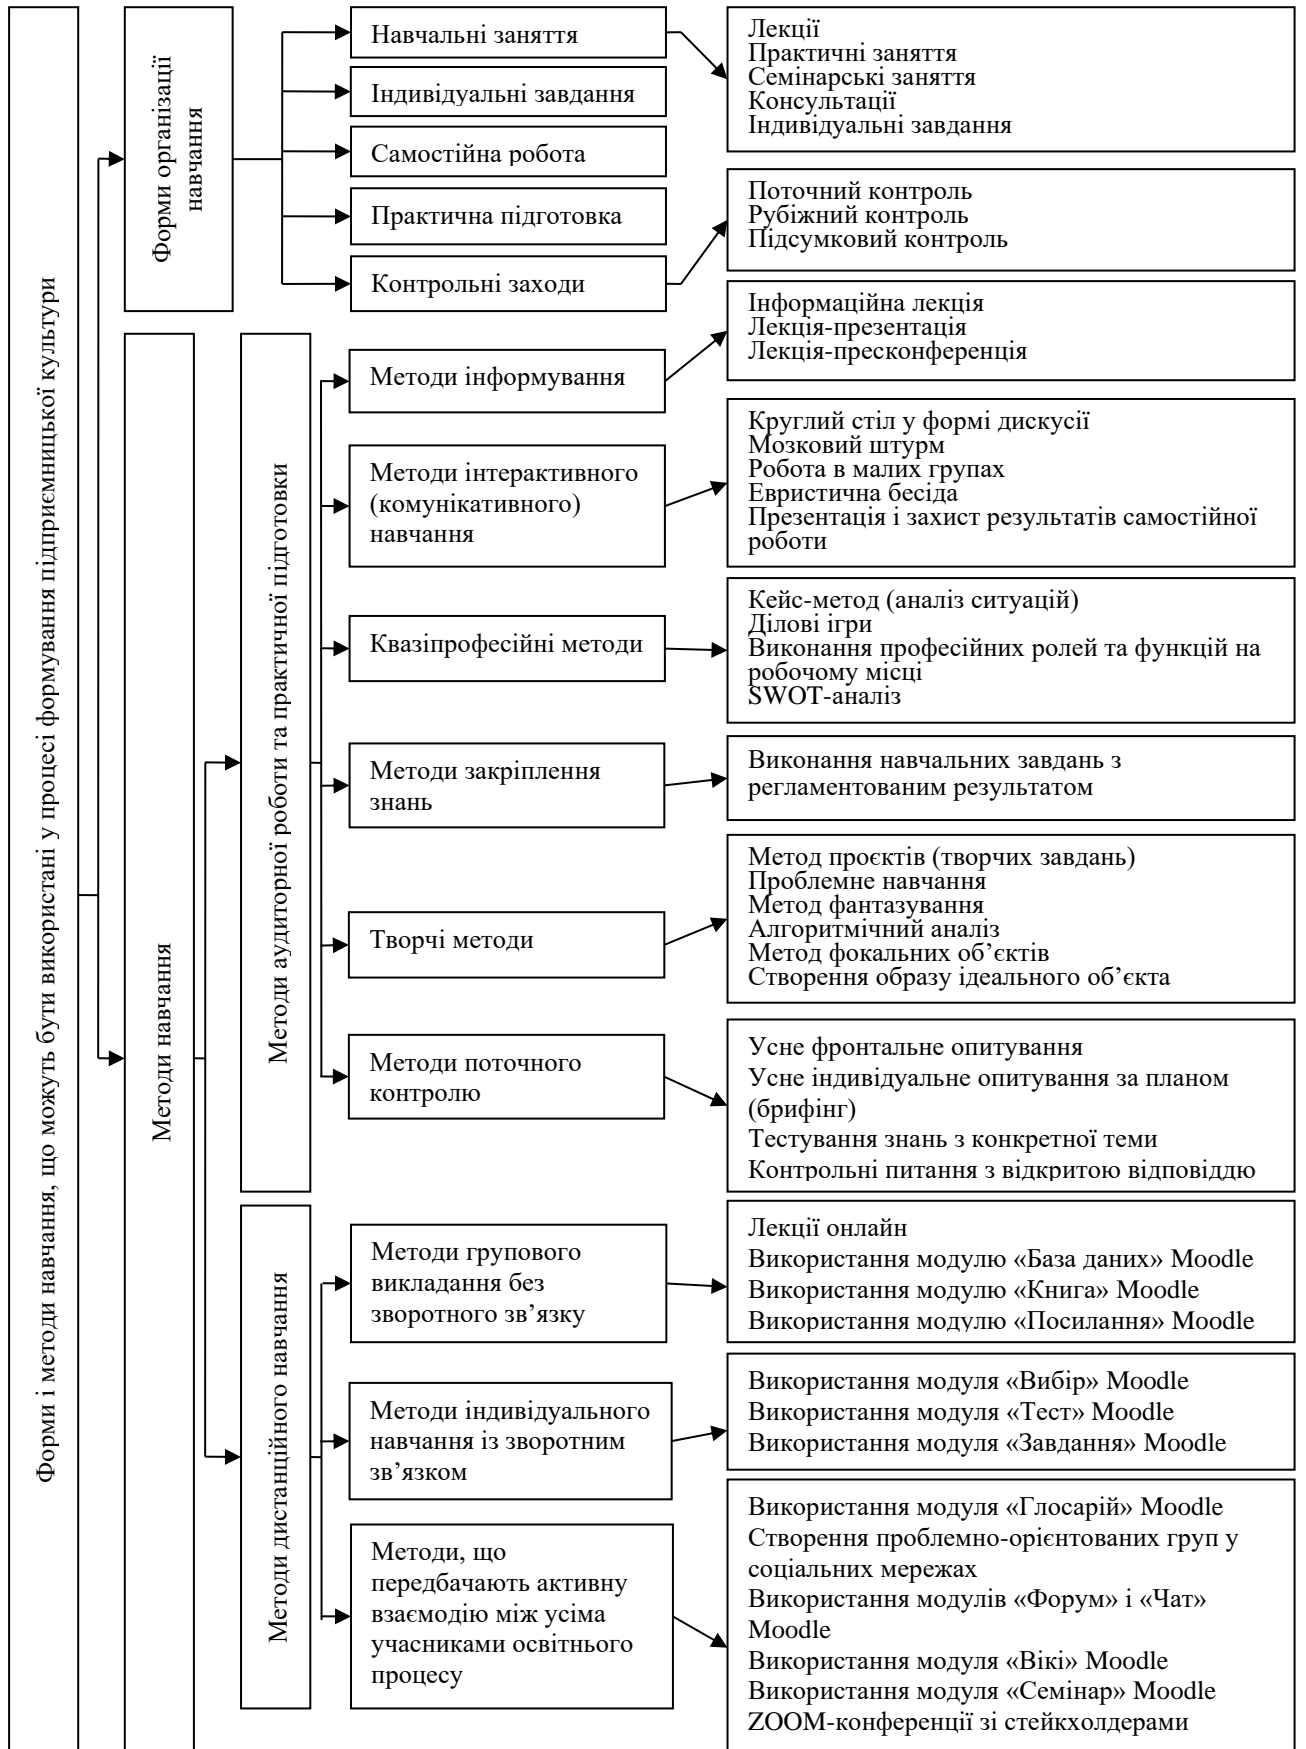 Форми і методи навчання, що можуть бути використані у процесі формування підприємницької культури
Форми організації
навчання
Навчальні заняття
Індивідуальні завдання
Самостійна робота
Практична підготовка
Контрольні заходи
Лекції
Практичні заняття
Семінарські заняття
Консультації
Індивідуальні завдання
Поточний контроль
Рубіжний контроль
Підсумковий контроль
Методи навчання
Методи аудиторної роботи та практичної підготовки
Методи інформування
Інформаційна лекція
Лекція-презентація
Лекція-пресконференція
Методи інтерактивного
(комунікативного)
навчання
Круглий стіл у формі дискусії
Мозковий штурм
Робота в малих групах
Евристична бесіда
Презентація і захист результатів самостійної
роботи
Квазіпрофесійні методи
Кейс-метод (аналіз ситуацій)
Ділові ігри
Виконання професійних ролей та функцій на
робочому місці
SWOT-аналіз
Методи закріплення
знань
Виконання навчальних завдань з
регламентованим результатом
Творчі методи
Метод проєктів (творчих завдань)
Проблемне навчання
Метод фантазування
Алгоритмічний аналіз
Метод фокальних об’єктів
Створення образу ідеального об’єкта
Методи поточного
контролю
Усне фронтальне опитування
Усне індивідуальне опитування за планом
(брифінг)
Тестування знань з конкретної теми
Контрольні питання з відкритою відповіддю
Методи дистанційного навчання
Методи групового
викладання без
зворотного зв’язку
Лекції онлайн
Використання модулю «База даних» Moodle
Використання модулю «Книга» Moodle
Використання модулю «Посилання» Moodle
Методи індивідуального
навчання із зворотним
зв’язком
Використання модуля «Вибір» Moodle
Використання модуля «Тест» Moodle
Використання модуля «Завдання» Moodle
Методи, що
передбачають активну
взаємодію між усіма
учасниками освітнього
процесу
Використання модуля «Глосарій» Moodle
Створення проблемно-орієнтованих груп у
соціальних мережах
Використання модулів «Форум» і «Чат»
Moodle
Використання модуля «Вікі» Moodle
Використання модуля «Семінар» Moodle
ZOOM-конференції зі стейкхолдерами